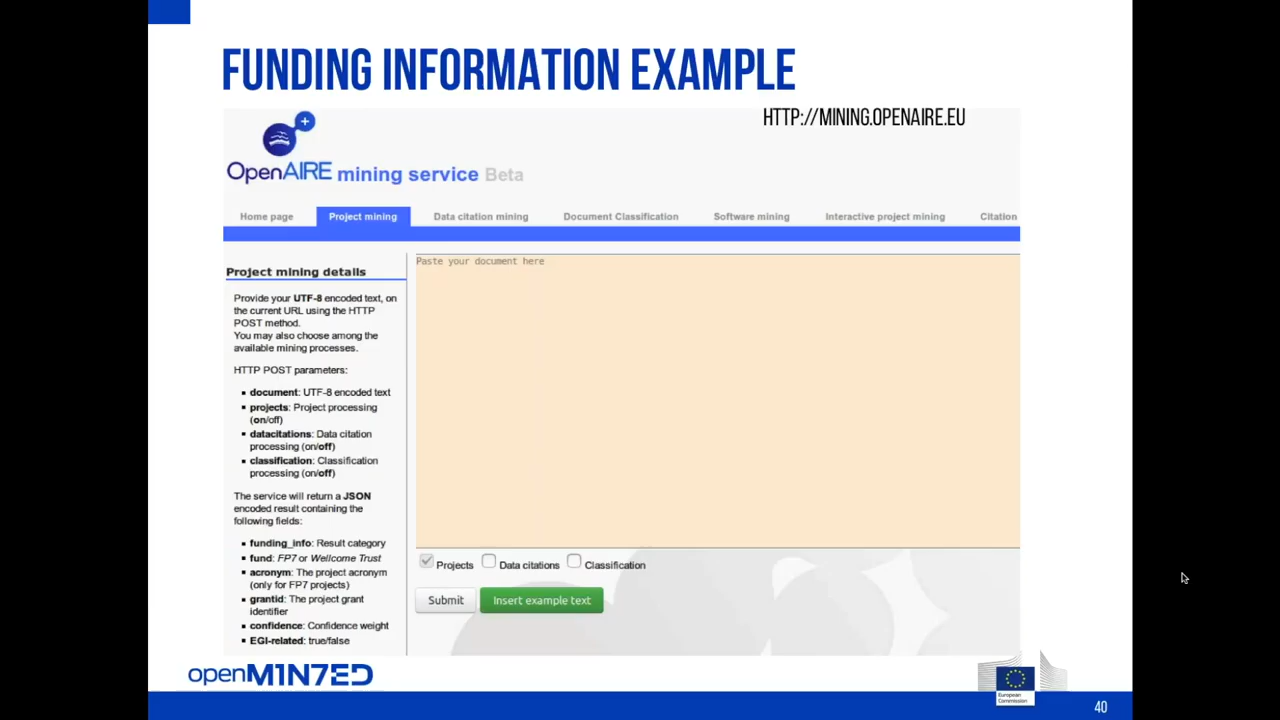 FUNDING INFORMATION EXAMPLE
HTTP://MINING.OPENAIRE.EU
OpenAIRE mining service Beta
Home page Project mining Data citation mining Document Classification Software mining Interactive project mining Citation
Project mining details
Provide your UTF-8 encoded text, on
the current URL using the HTTP
POST method.
You may also choose among the
available mining processes.
HTTP POST parameters:
document: UTF-8 encoded text
projects: Project processing
(on/off)
datacitations: Data citation
processing (on/off)
classification: Classification
processing (on/off)
The service will return a JSON
encoded result containing the
following fields:
funding_info: Result category
fund: FP7 or Wellcome Trust
acronym: The project acronym
(only for FP7 projects)
grantid: The project grant
identifier
confidence: Confidence weight
EGI-related: true/false
Paste your document here
Projects Data citations Classification
Submit Insert example text
openM1N7ED
European
Commission
40